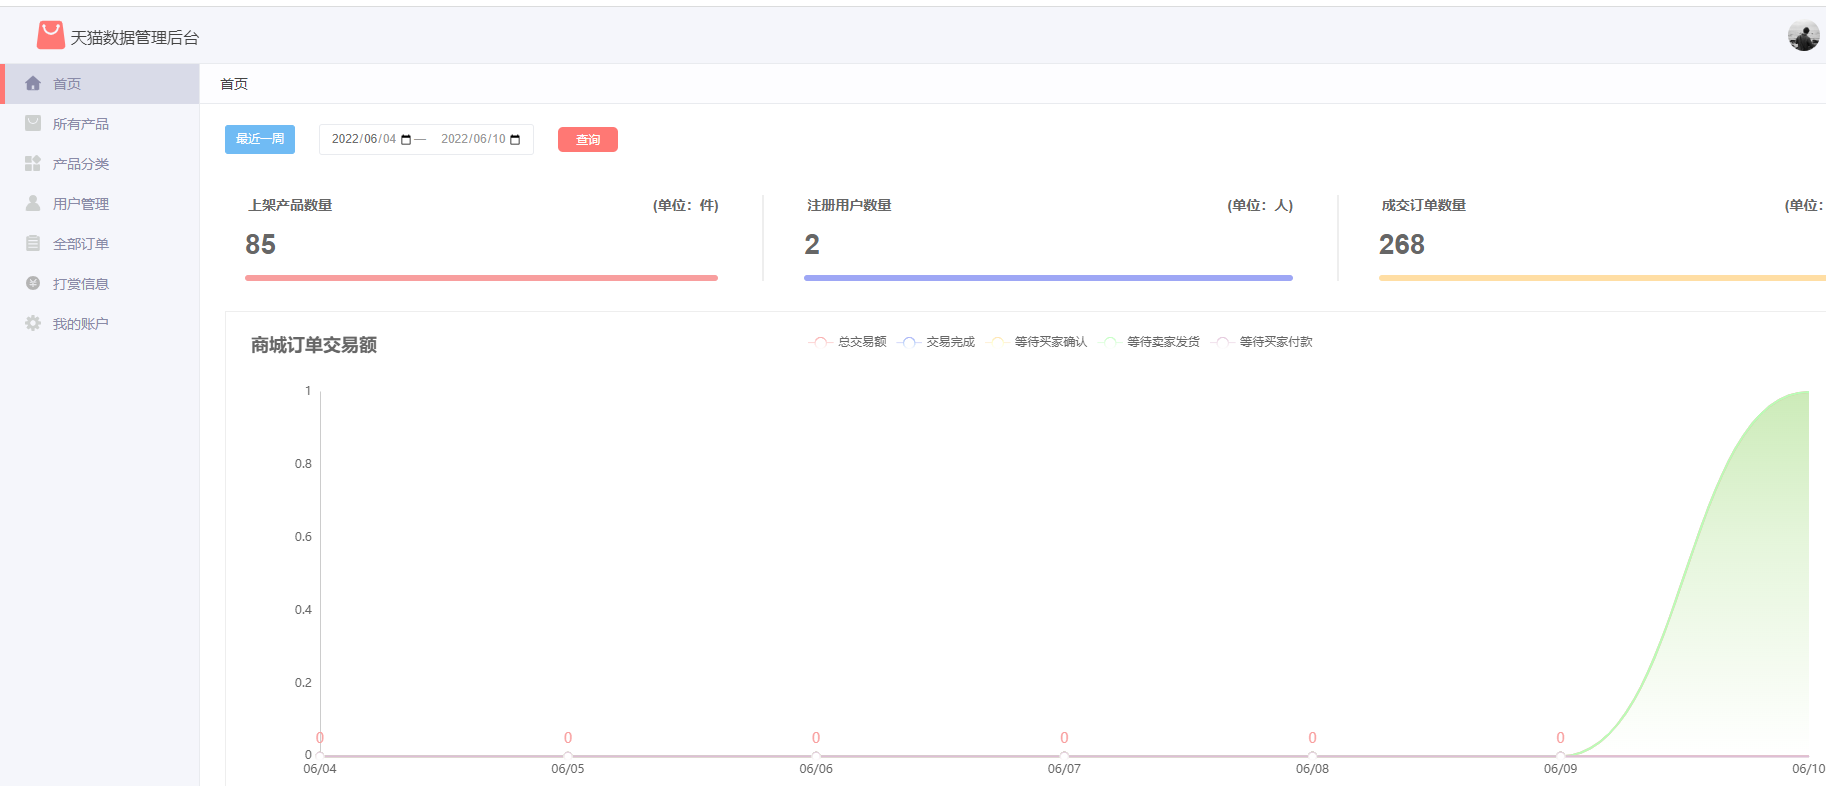 天猫数据管理后台
首页
所有产品
产品分类
用户管理
全部订单
打赏信息
我的账户
首页
最近一周 2022/06/04 — 2022/06/10 查询
上架产品数量 (单位：件)
85
注册用户数量 (单位：人)
2
成交订单数量 (单位：
268
商城订单交易额
总交易额 交易完成 等待买家确认 等待卖家发货 等待买家付款
1
0.8
0.6
0.4
0.2
0
0 0 0 0 0 0
06/04 06/05 06/06 06/07 06/08 06/09 06/10